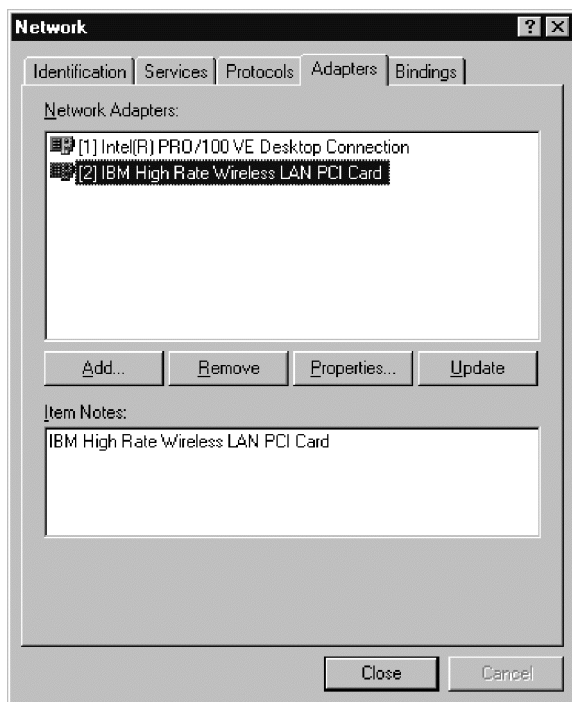 Network
Identification Services Protocols Adapters Bindings
Network Adapters:
[1] Intel(R) PRO/100 VE Desktop Connection
[2] IBM High Rate Wireless LAN PCI Card
Add... Remove Properties... Update
Item Notes:
IBM High Rate Wireless LAN PCI Card
Close Cancel